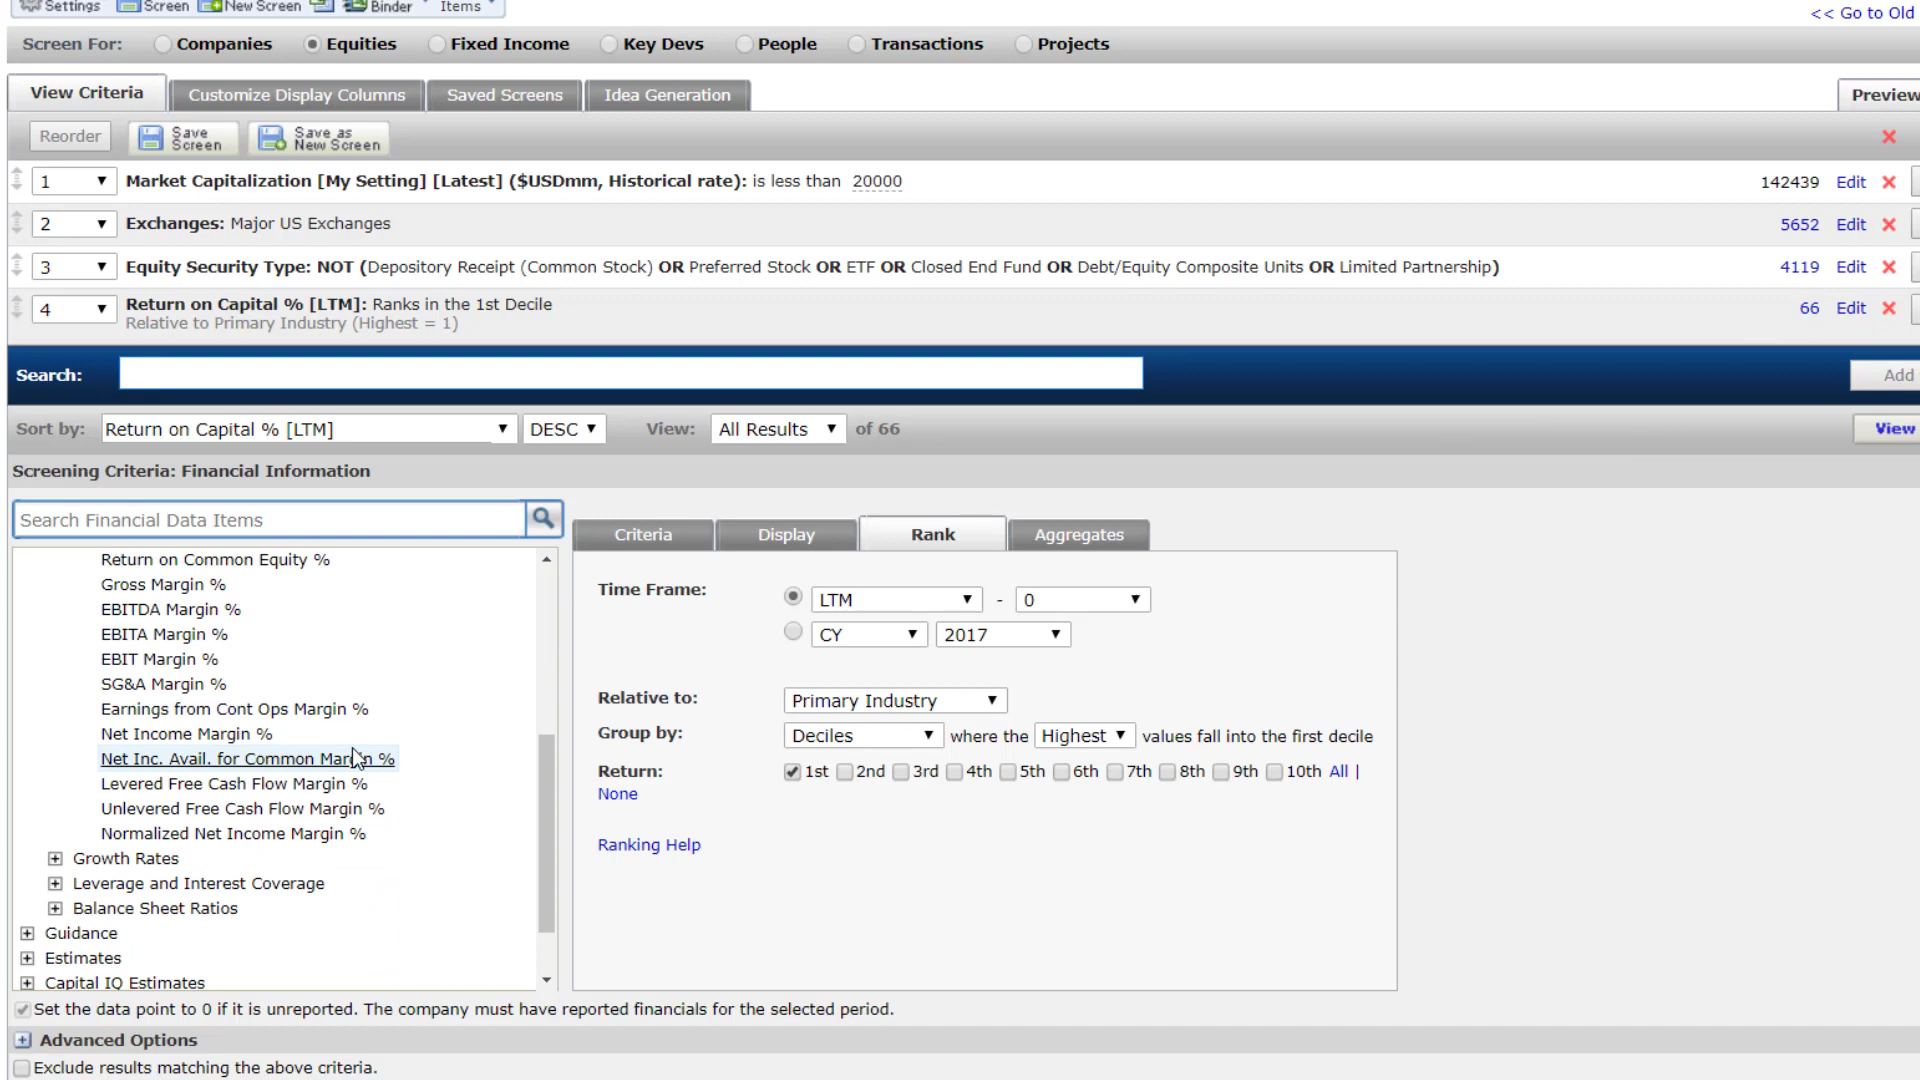 Settings Screen New Screen Binder Items
<< Go to Old
Screen For: Companies Equities Fixed Income Key Devs People Transactions Projects
View Criteria Customize Display Columns Saved Screens Idea Generation Preview
Reorder Save Screen Save as New Screen
1 Market Capitalization [My Setting] [Latest] ($USDmm, Historical rate): is less than 20000 142439 Edit
2 Exchanges: Major US Exchanges 5652 Edit
3 Equity Security Type: NOT (Depository Receipt (Common Stock) OR Preferred Stock OR ETF OR Closed End Fund OR Debt/Equity Composite Units OR Limited Partnership) 4119 Edit
4 Return on Capital % [LTM]: Ranks in the 1st Decile 66 Edit
Relative to Primary Industry (Highest = 1)
Search: Add
Sort by: Return on Capital % [LTM] DESC View: All Results of 66 View
Screening Criteria: Financial Information
Search Financial Data Items
Return on Common Equity %
Gross Margin %
EBITDA Margin %
EBITA Margin %
EBIT Margin %
SG&A Margin %
Earnings from Cont Ops Margin %
Net Income Margin %
Net Inc. Avail. for Common Margin %
Levered Free Cash Flow Margin %
Unlevered Free Cash Flow Margin %
Normalized Net Income Margin %
Growth Rates
Leverage and Interest Coverage
Balance Sheet Ratios
Guidance
Estimates
Capital IQ Estimates
Criteria Display Rank Aggregates
Time Frame: LTM - 0
CY 2017
Relative to: Primary Industry
Group by: Deciles where the Highest values fall into the first decile
Return: 1st 2nd 3rd 4th 5th 6th 7th 8th 9th 10th All |
None
Ranking Help
Set the data point to 0 if it is unreported. The company must have reported financials for the selected period.
Advanced Options
Exclude results matching the above criteria.